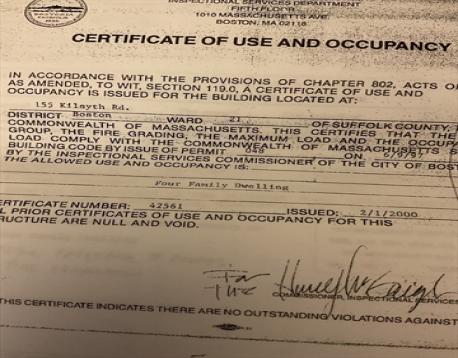 INSPECTIONAL SERVICES DEPARTMENT
FIFTH FLOOR
1010 MASSACHUSETTS AVE.
BOSTON, MA 02118
CERTIFICATE OF USE AND OCCUPANCY
IN ACCORDANCE WITH THE PROVISIONS OF CHAPTER 802, ACTS OF
AS AMENDED, TO WIT, SECTION 119.0, A CERTIFICATE OF USE AND
OCCUPANCY IS ISSUED FOR THE BUILDING LOCATED AT:
155 Kilsyth Rd.
DISTRICT Boston WARD 21 OF SUFFOLK COUNTY,
COMMONWEALTH OF MASSACHUSETTS. THIS CERTIFIES THAT THE
GROUP, THE FIRE GRADING, THE MAXIMUM LOAD AND THE OCCUPA
LOAD COMPLY WITH THE COMMONWEALTH OF MASSACHUSETTS S
BUILDING CODE BY ISSUE OF PERMIT ON 6/9/97
BY THE INSPECTIONAL SERVICES COMMISSIONER OF THE CITY OF BOST
THE ALLOWED USE AND OCCUPANCY IS:
Four Family Dwelling
CERTIFICATE NUMBER: 42561 ISSUED: 2/1/2000
L PRIOR CERTIFICATES OF USE AND OCCUPANCY FOR THIS
RUCTURE ARE NULL AND VOID.
For
The
COMMISSIONER, INSPECTIONAL SERVICES
THIS CERTIFICATE INDICATES THERE ARE NO OUTSTANDING VIOLATIONS AGAINST